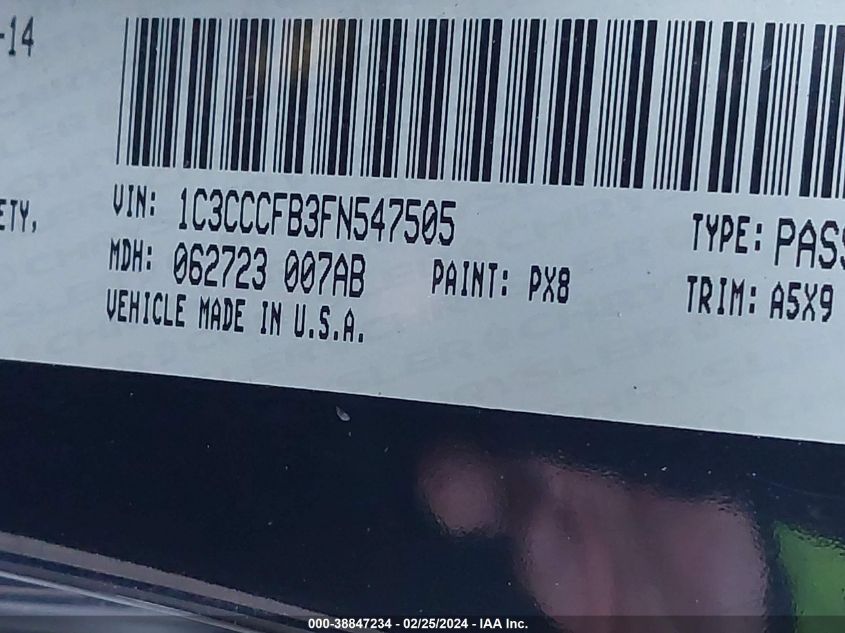 -14
VIN: 1C3CCCFB3FN547505
TYPE: PASS
ETY,
MDH: 062723 007AB
PAINT: PX8
TRIM: A5X9
VEHICLE MADE IN U.S.A.
000-38847234 - 02/25/2024 - IAA Inc.